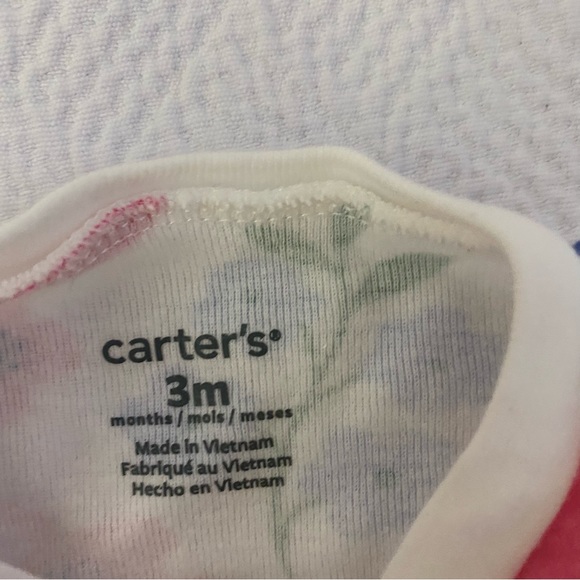 carter's®
3m
months / mois / meses
Made in Vietnam
Fabriqué au Vietnam
Hecho en Vietnam